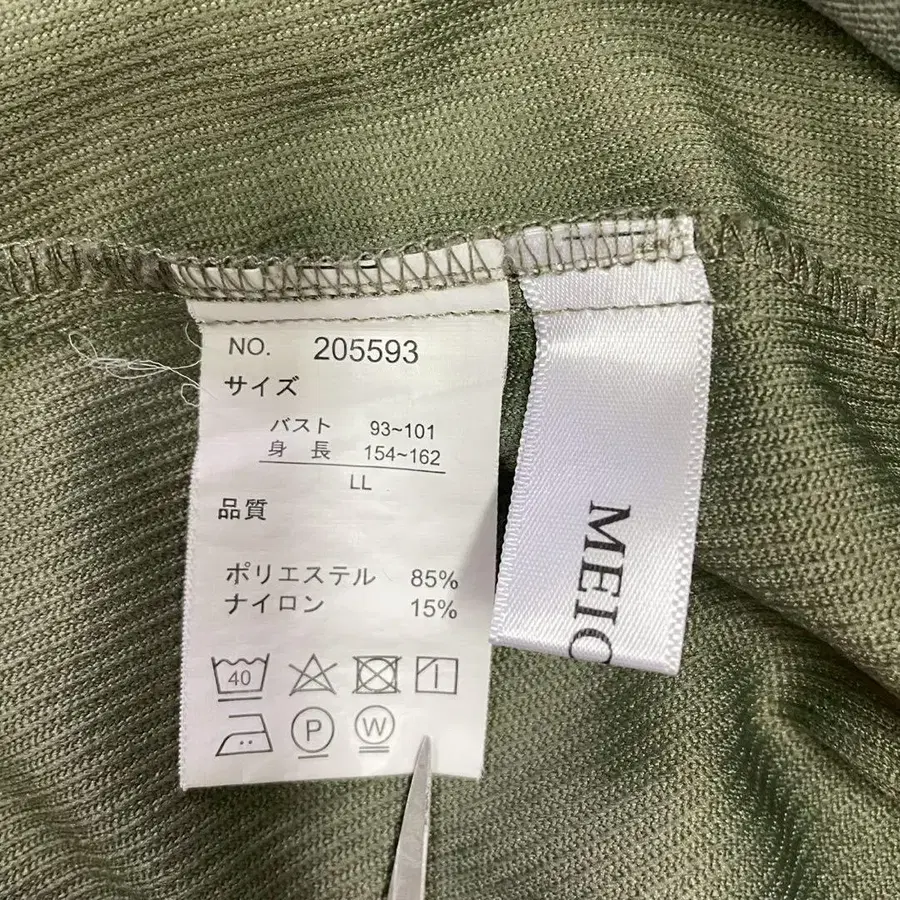 NO. 205593
サイズ
バスト 93~101
身 長 154~162
LL
品質
ポリエステル 85%
ナイロン 15%
40
P W